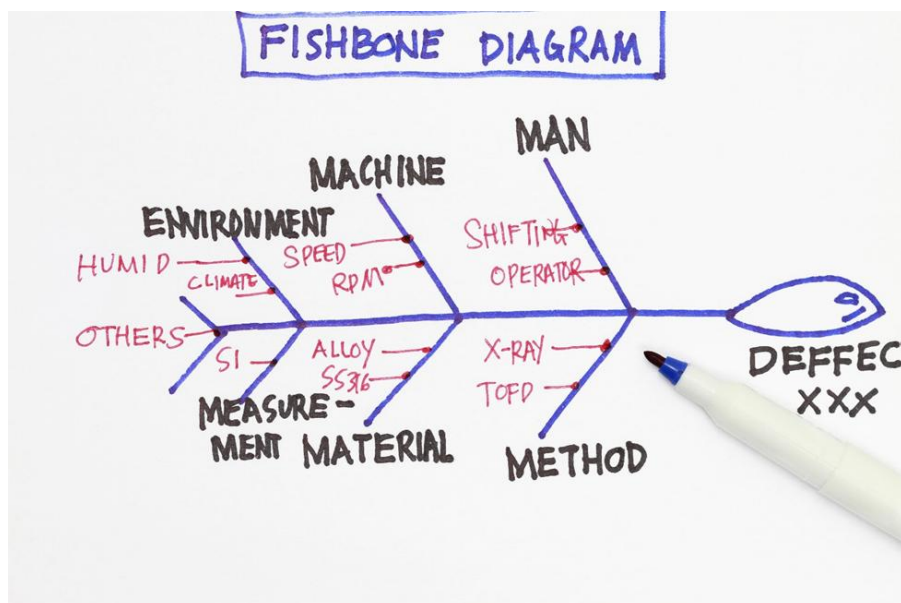 FISHBONE DIAGRAM
MAN
MACHINE
ENVIRONMENT
SHIFTING
SPEED
HUMID
OPERATOR
RPM
CLIMATE
OTHERS
X-RAY
ALLOY
SI
DEFFEC
SS316
TOFD
XXX
MEASURE-
MENT
MATERIAL
METHOD